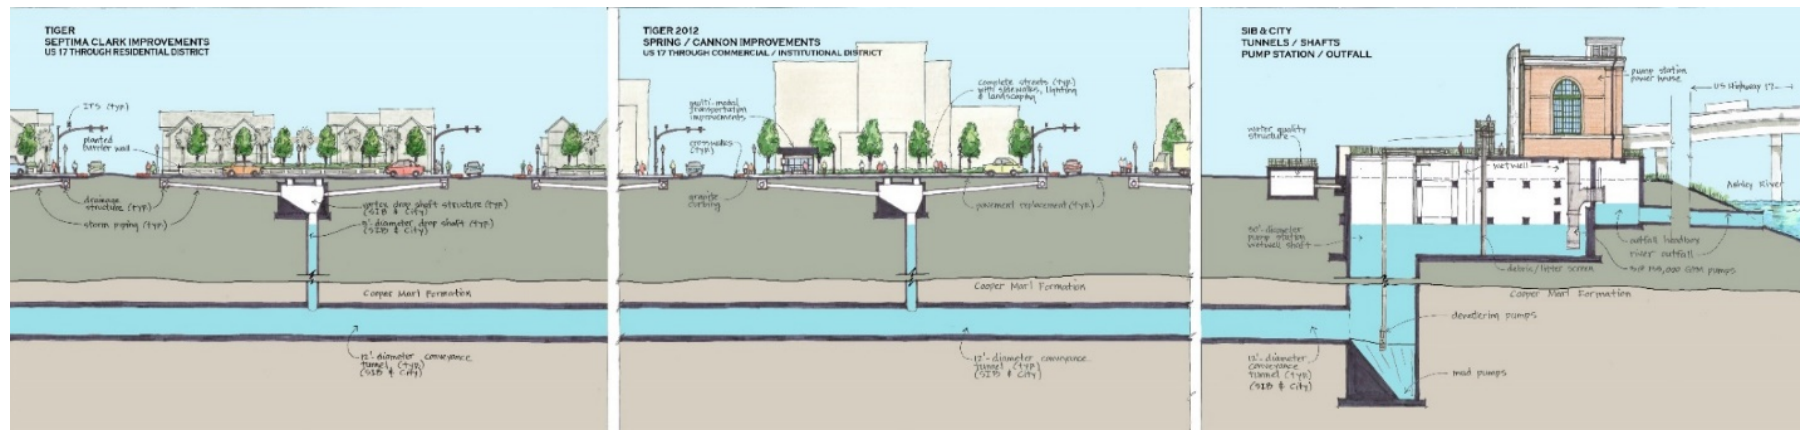 TIGER
SEPTIMA CLARK IMPROVEMENTS
US 17 THROUGH RESIDENTIAL DISTRICT
ITS (typ.)
planted
barrier wall
drainage
structure (typ.)
storm piping (typ.)
vortex drop shaft structure (typ.)
(SIB & City)
diameter drop shaft (typ.)
(SIB & City)
Cooper Marl Formation
12'-diameter conveyance
tunnel (typ.)
(SIB & City)
TIGER 2012
SPRING / CANNON IMPROVEMENTS
US 17 THROUGH COMMERCIAL / INSTITUTIONAL DISTRICT
multi-modal
transportation
improvements
complete streets (typ.)
with sidewalks, lighting
& landscaping
crosswalks
(typ.)
granite
curbing
pavement replacement (typ.)
Cooper Marl Formation
12'-diameter conveyance
tunnel (typ.)
(SIB & City)
SIB & CITY
TUNNELS / SHAFTS
PUMP STATION / OUTFALL
pump station
power house
US Highway 17
water quality
structure
wetwell
Ashley River
diameter
pump station
wetwell shaft
outfall
river outfall
GPM pumps
debris/litter screen
Cooper Marl Formation
dewatering pumps
12'-diameter
conveyance
tunnel (typ.)
(SIB & City)
mud pumps